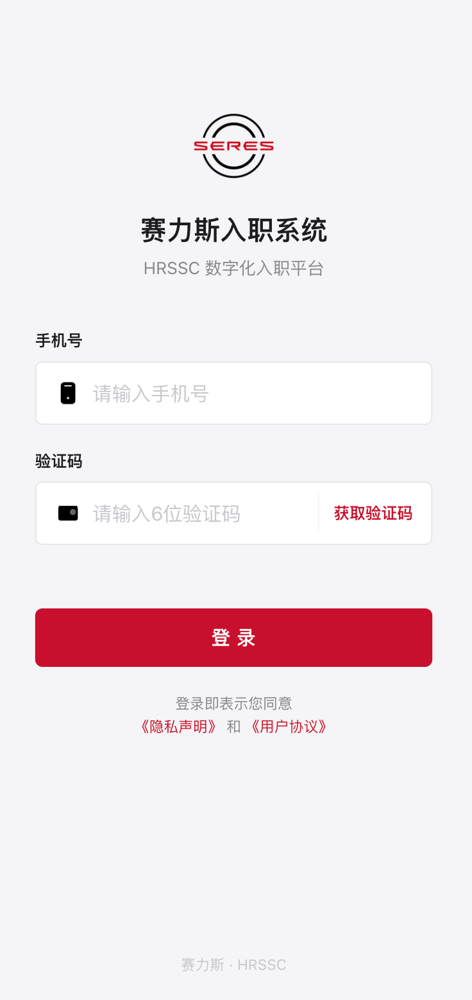 SERES
赛力斯入职系统
HRSSC 数字化入职平台
手机号
请输入手机号
验证码
请输入6位验证码 获取验证码
登 录
登录即表示您同意
《隐私声明》 和 《用户协议》
赛力斯 · HRSSC